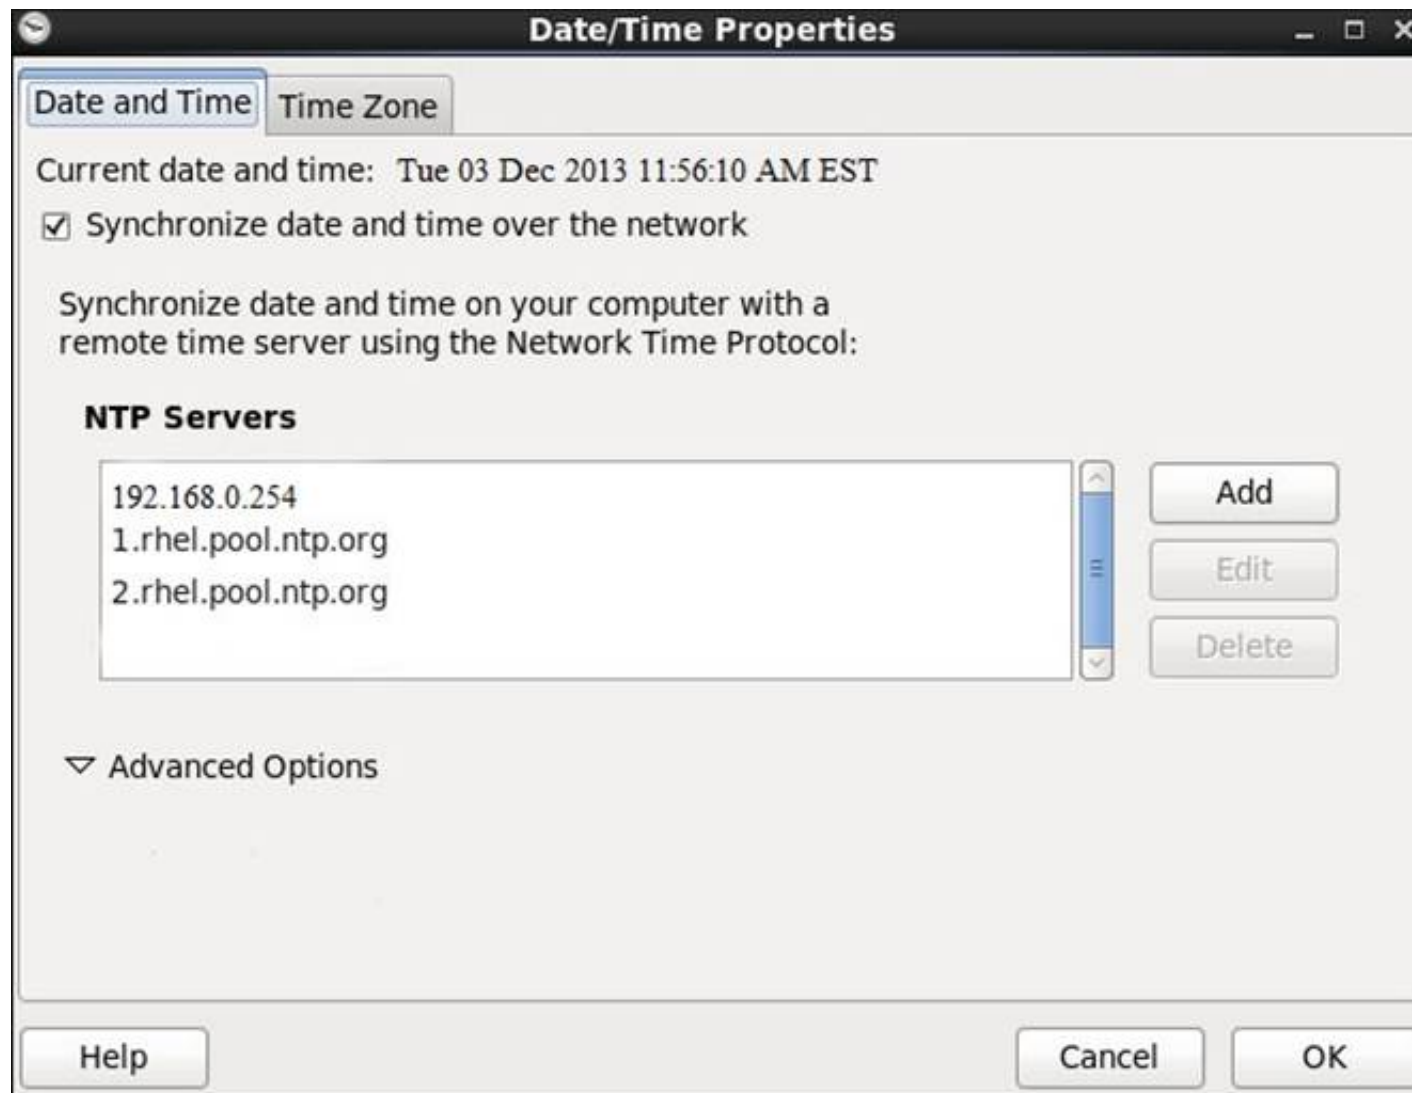 Date/Time Properties
Date and Time
Time Zone
Current date and time: Tue 03 Dec 2013 11:56:10 AM EST
Synchronize date and time over the network
Synchronize date and time on your computer with a
remote time server using the Network Time Protocol:
NTP Servers
192.168.0.254
1.rhel.pool.ntp.org
2.rhel.pool.ntp.org
Add
Edit
Delete
Advanced Options
Help
Cancel
OK